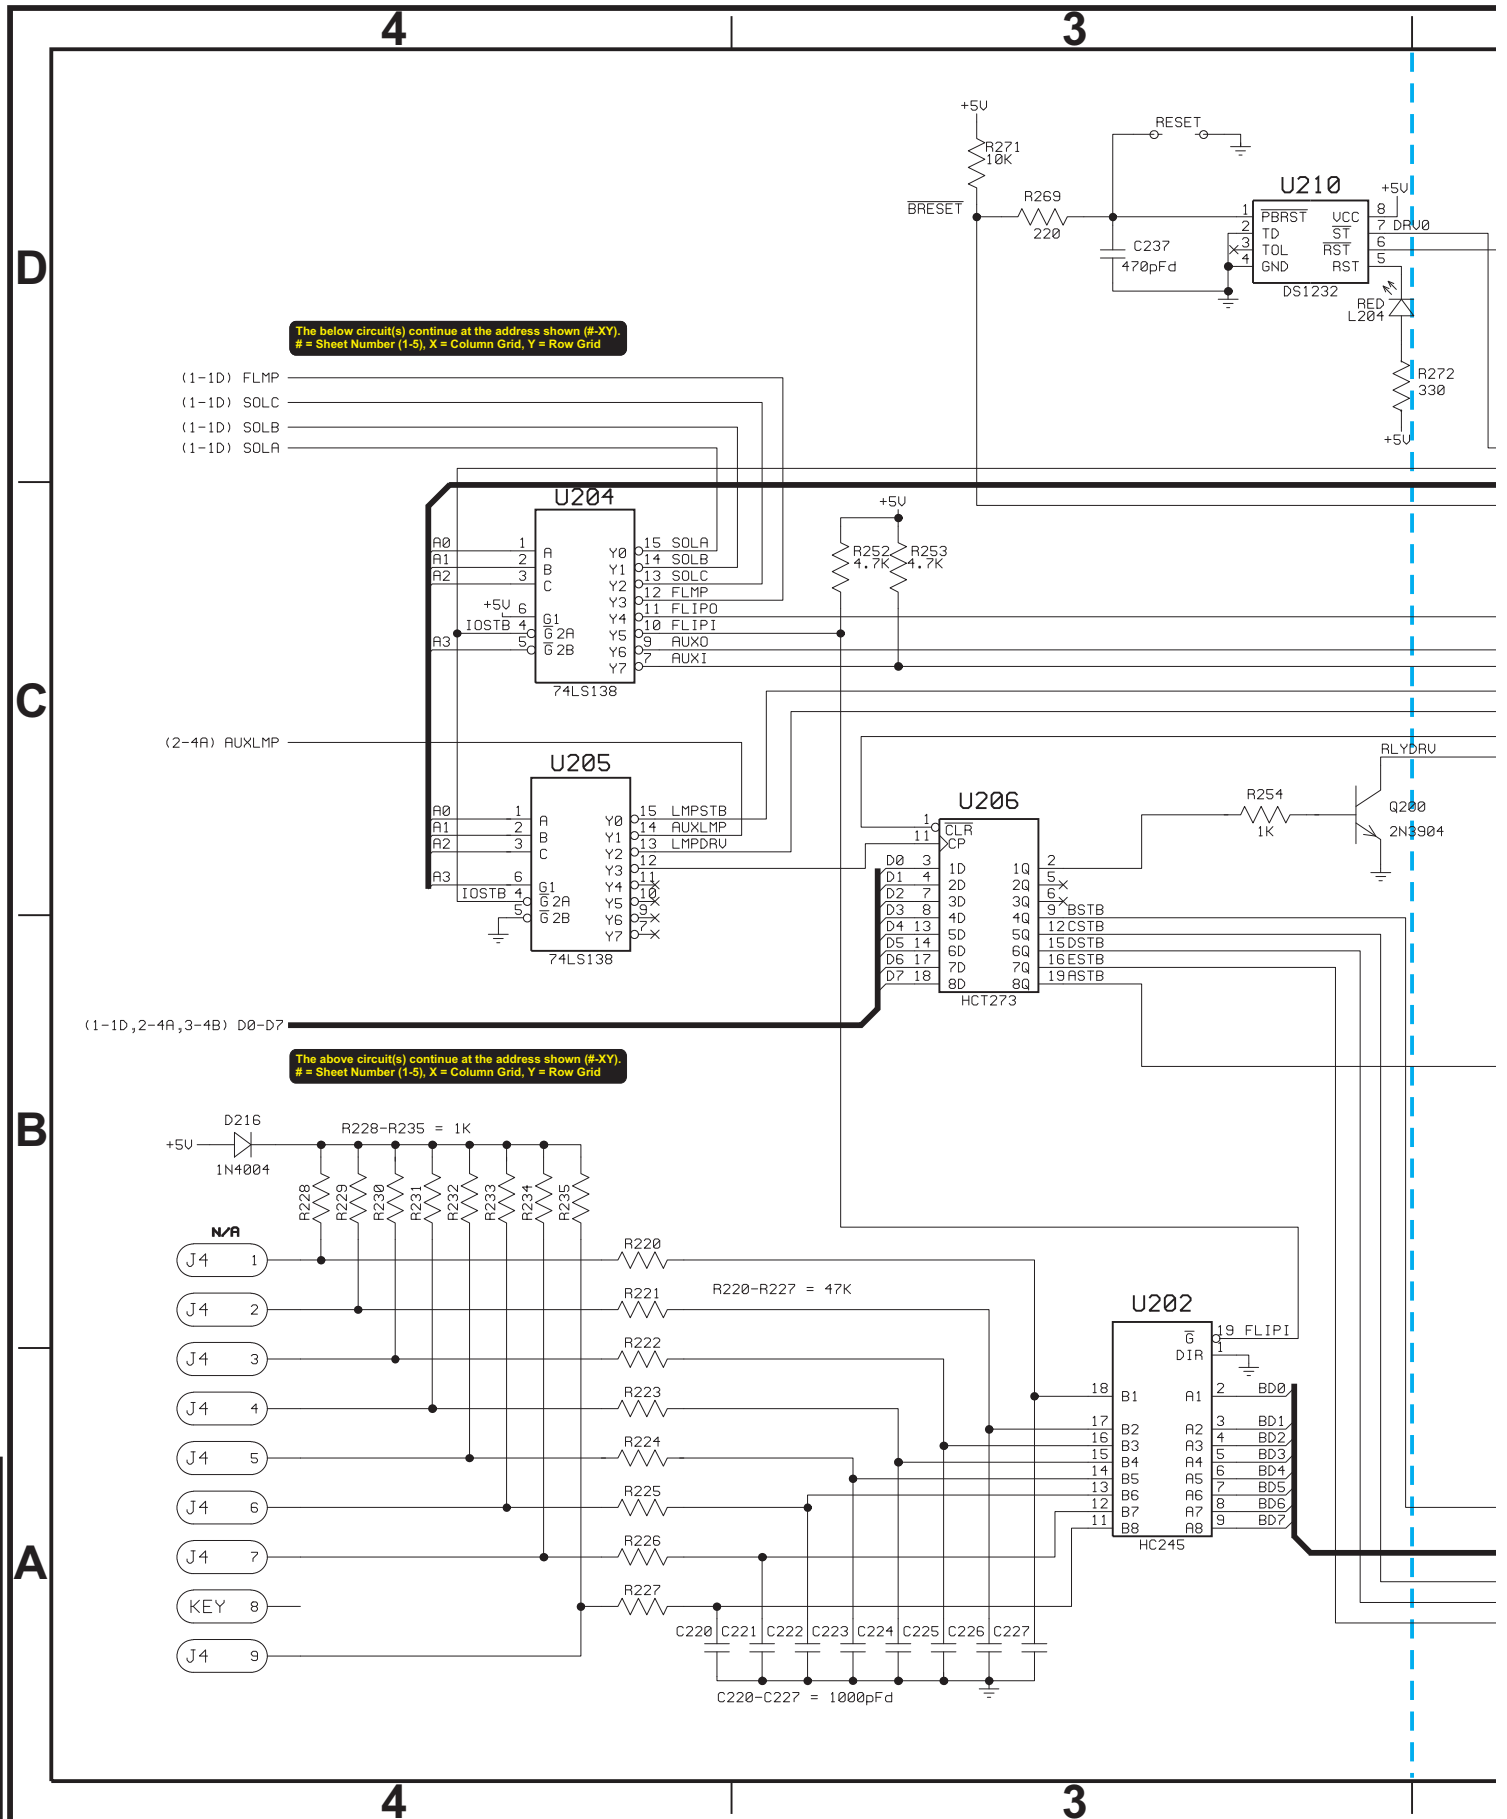 4
3
+5V
RESET
R271
10K
U210
+5V
R269
BRESET
220
1 PBRST VCC 8
2 TD ST 7 DRV0
3 TOL RST 6
4 GND RST 5
DS1232
C237
470pFd
D
RED
L204
The below circuit(s) continue at the address shown (#-XY).
# = Sheet Number (1-5), X = Column Grid, Y = Row Grid
(1-1D) FLMP
(1-1D) SOLC
(1-1D) SOLB
(1-1D) SOLA
R272
330
+5V
U204
+5V
A0 1 A Y0 15 SOLA
A1 2 B Y1 14 SOLB
A2 3 C Y2 13 SOLC
Y3 12 FLMP
+5V 6 G1 Y4 11 FLIPO
IOSTB 4 G2A Y5 10 FLIPI
A3 5 G2B Y6 9 AUXO
Y7 7 AUXI
74LS138
R252
4.7K
R253
4.7K
C
(2-4A) AUXLMP
RLYDRV
U205
A0 1 A Y0 15 LMPSTB
A1 2 B Y1 14 AUXLMP
A2 3 C Y2 13 LMPDRV
Y3 12
A3 6 G1 Y4 11
IOSTB 4 G2A Y5 10
5 G2B Y6 9
Y7 7
74LS138
U206
R254
1K
Q200
2N3904
1 CLR
11 CP
D0 3 1D 1Q 2
D1 4 2D 2Q 5
D2 7 3D 3Q 6
D3 8 4D 4Q 9 BSTB
D4 13 5D 5Q 12 CSTB
D5 14 6D 6Q 15 DSTB
D6 17 7D 7Q 16 ESTB
D7 18 8D 8Q 19 ASTB
HCT273
(1-1D,2-4A,3-4B) D0-D7
The above circuit(s) continue at the address shown (#-XY).
# = Sheet Number (1-5), X = Column Grid, Y = Row Grid
B
D216
+5V
1N4004
R228-R235 = 1K
R228 R229 R230 R231 R232 R233 R234 R235
N/A
J4 1 R220
R220-R227 = 47K
J4 2 R221
J4 3 R222
J4 4 R223
J4 5 R224
J4 6 R225
J4 7 R226
KEY 8 R227
J4 9
U202
G 19 FLIPI
DIR 1
18 B1 A1 2 BD0
17 B2 A2 3 BD1
16 B3 A3 4 BD2
15 B4 A4 5 BD3
14 B5 A5 6 BD4
13 B6 A6 7 BD5
12 B7 A7 8 BD6
11 B8 A8 9 BD7
HC245
A
C220 C221 C222 C223 C224 C225 C226 C227
C220-C227 = 1000pFd
4
3